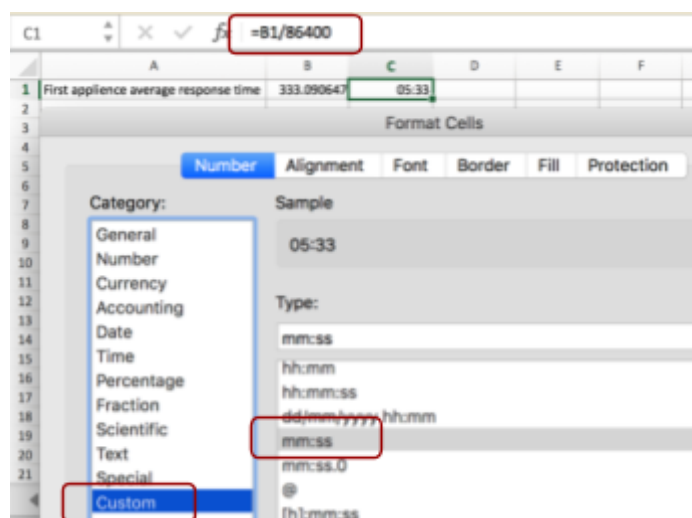 C1 fx =B1/86400
A B C D E F
1 First applience average response time 333.090647 05:33
2
3 Format Cells
4
5 Number Alignment Font Border Fill Protection
6
7 Category: Sample
8 General
9 05:33
10 Number
11 Currency
12 Accounting Type:
13
14 Date mm:ss
15 Time hh:mm
16 Percentage
17 Fraction hh:mm:ss
18 Scientific dd/mm/yyyy hh:mm
19 mm:ss
20 Text mm:ss.0
21 Special @
Custom [h]:mm:ss